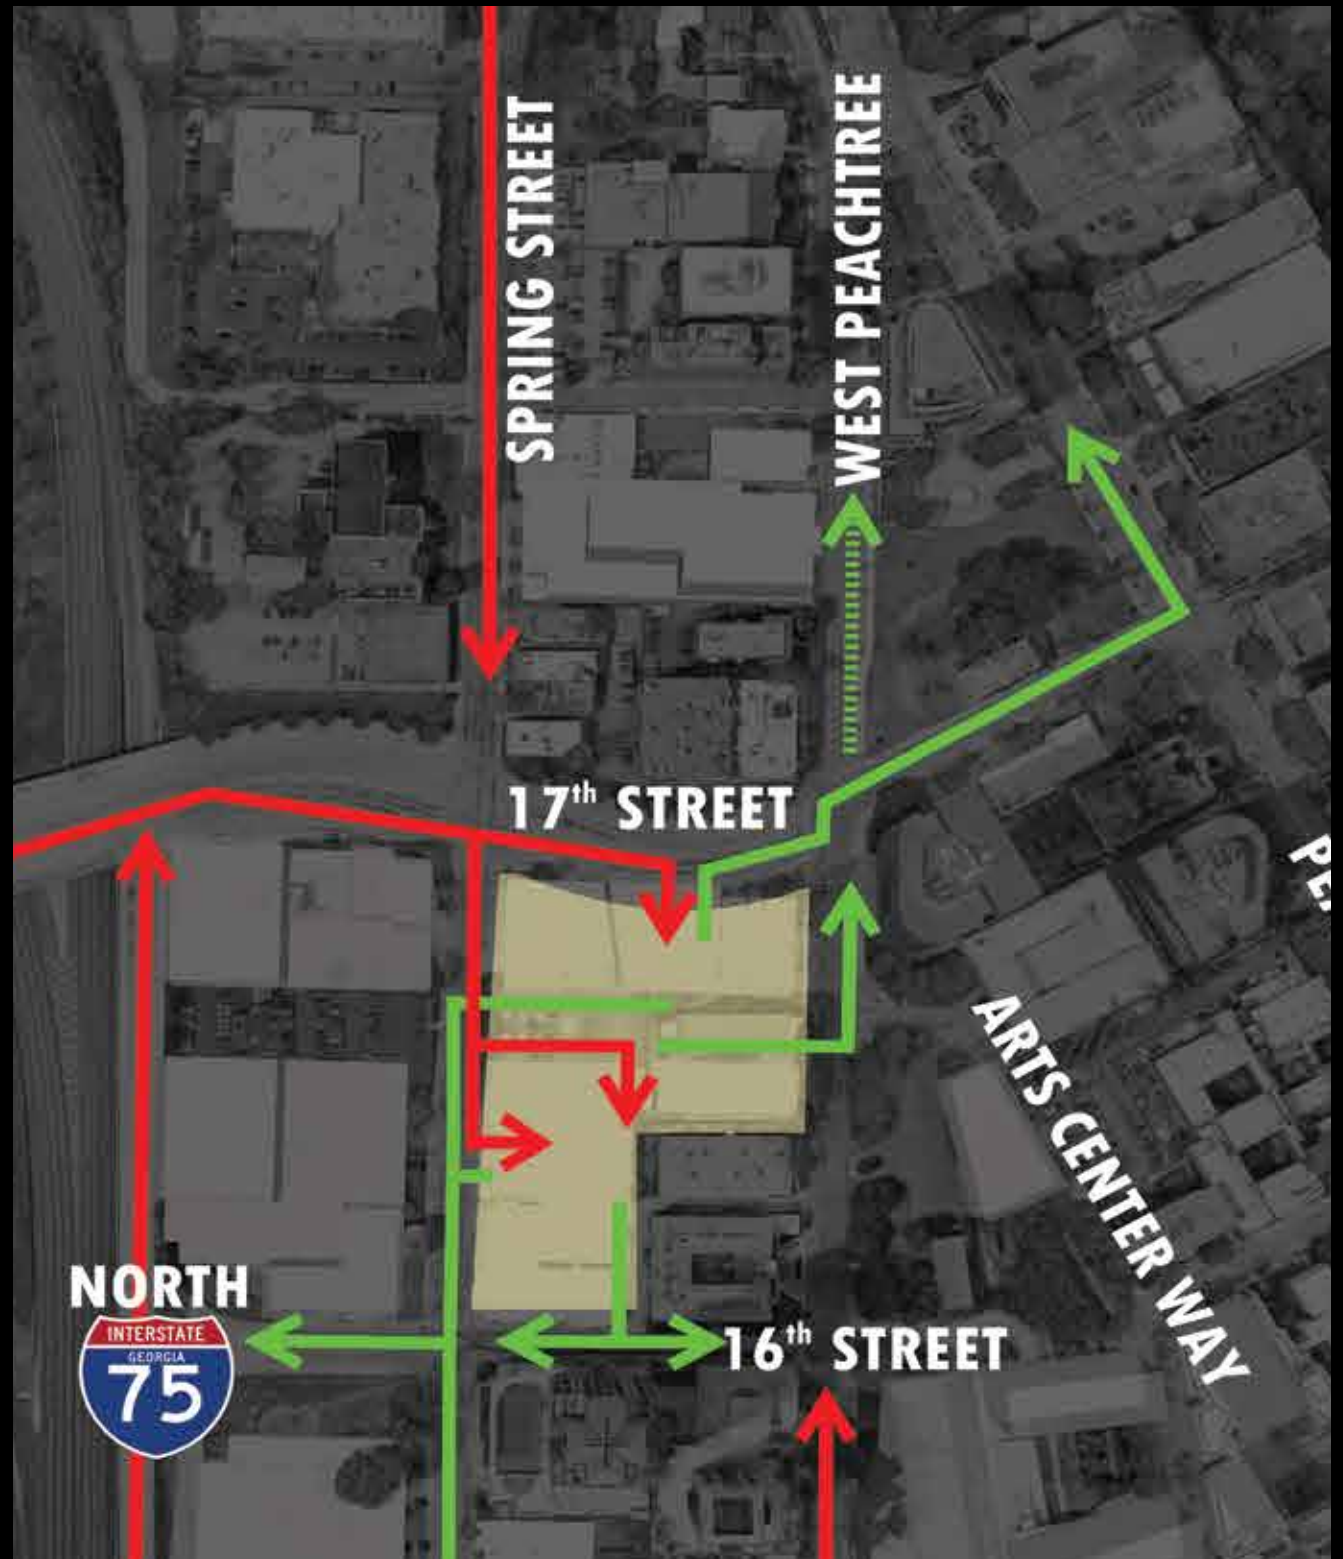 SPRING STREET
WEST PEACHTREE
17th STREET
ARTS CENTER WAY
NORTH
INTERSTATE
GEORGIA
75
16th STREET